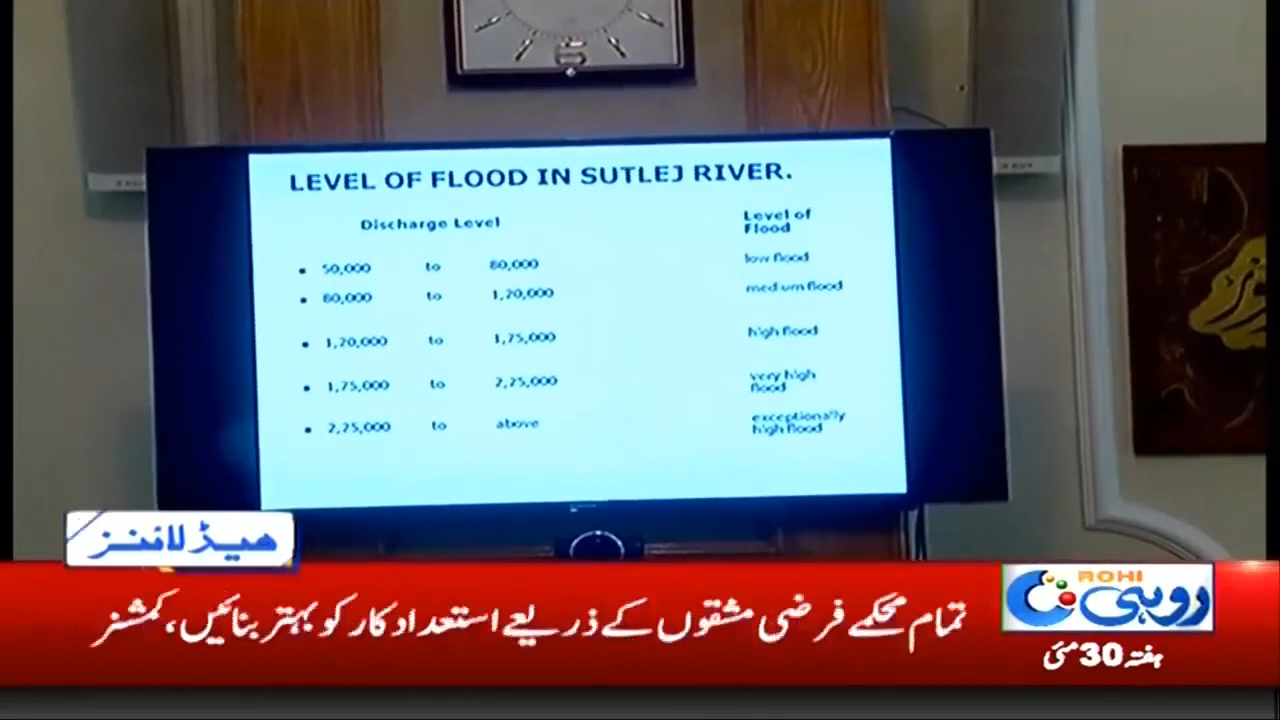 LEVEL OF FLOOD IN SUTLEJ RIVER.
Discharge Level Level of Flood
• 50,000 to 80,000 low flood
• 80,000 to 1,20,000 medium flood
• 1,20,000 to 1,75,000 high flood
• 1,75,000 to 2,25,000 very high flood
• 2,25,000 to above exceptionally high flood
ہیڈ لائنز
ROHI
روہی
تمام محکمے فرضی مشقوں کے ذریعے استعداد کار کو بہتر بنائیں، کمشنر
ہفتہ 30 مئی